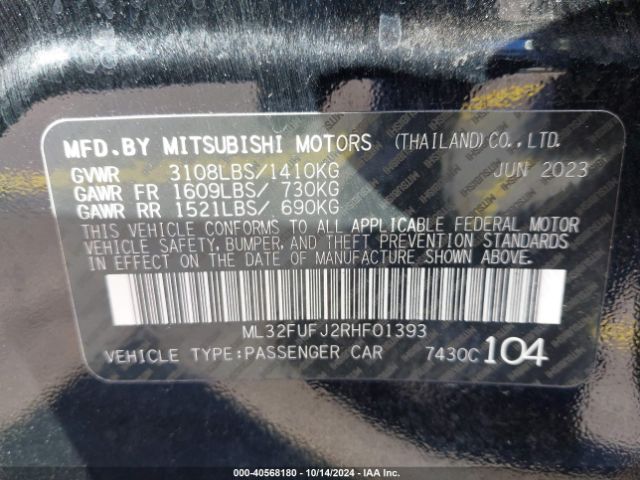 MFD.BY MITSUBISHI MOTORS (THAILAND) CO., LTD.
GVWR 3108LBS/1410KG JUN 2023
GAWR FR 1609LBS/ 730KG
GAWR RR 1521LBS/ 690KG
THIS VEHICLE CONFORMS TO ALL APPLICABLE FEDERAL MOTOR
VEHICLE SAFETY, BUMPER, AND THEFT PREVENTION STANDARDS
IN EFFECT ON THE DATE OF MANUFACTURE SHOWN ABOVE.
ML32FUFJ2RHF01393
VEHICLE TYPE:PASSENGER CAR 7430C 104
000-40568180 - 10/14/2024 - IAA Inc.